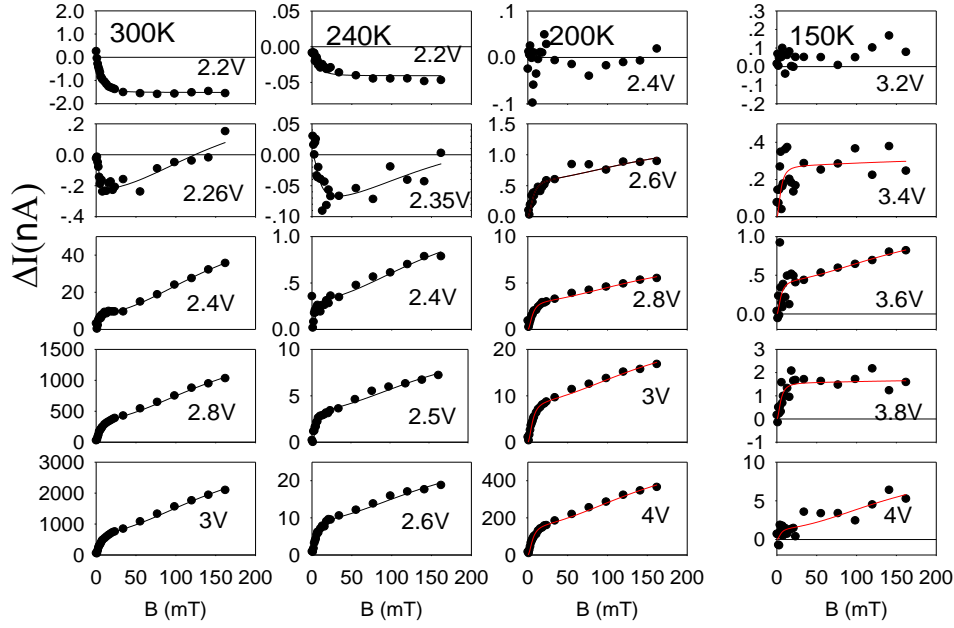 300K
240K
200K
150K
1.0
0.0
-1.0
-2.0
2.2V
.05
0.00
-.05
2.2V
.1
0.0
-.1
2.4V
.2
.1
0.0
-.1
-.2
3.2V
.2
0.0
-.2
-.4
2.26V
.05
0.00
-.05
-.10
2.35V
1.5
1.0
.5
0.0
2.6V
.4
.2
0.0
3.4V
ΔI(nA)
40
20
0
2.4V
1.0
.5
0.0
2.4V
8
5
3
0
2.8V
1.0
.5
0.0
3.6V
1500
1000
500
0
2.8V
10
5
0
2.5V
20
10
0
3V
3
2
1
0
-1
3.8V
3000
2000
1000
0
3V
30
20
10
0
2.6V
400
200
0
4V
10
5
0
4V
0 50 100 150 200
0 50 100 150 200
0 50 100 150 200
0 50 100 150 200
B (mT)
B (mT)
B (mT)
B (mT)